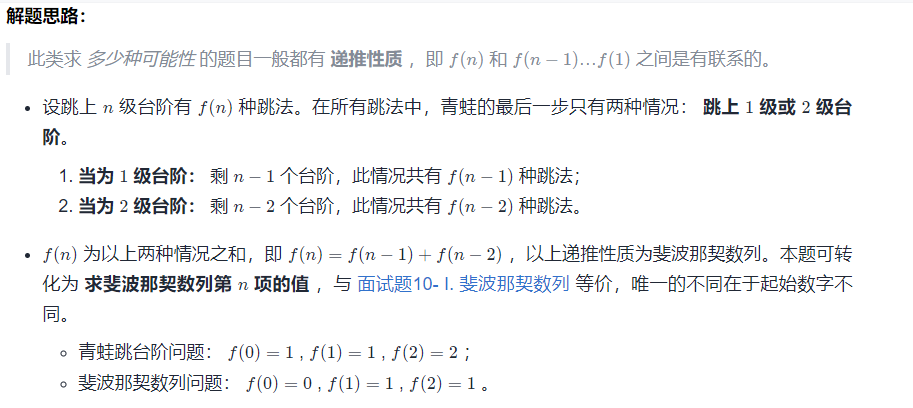 解题思路：
此类求 多少种可能性 的题目一般都有 递推性质 ，即 f(n) 和 f(n−1)…f(1) 之间是有联系的。
• 设跳上 n 级台阶有 f(n) 种跳法。在所有跳法中，青蛙的最后一步只有两种情况： 跳上 1 级或 2 级台
阶。
1. 当为 1 级台阶： 剩 n−1 个台阶，此情况共有 f(n−1) 种跳法；
2. 当为 2 级台阶： 剩 n−2 个台阶，此情况共有 f(n−2) 种跳法。
• f(n) 为以上两种情况之和，即 f(n)=f(n−1)+f(n−2) ，以上递推性质为斐波那契数列。本题可转
化为 求斐波那契数列第 n 项的值 ，与 面试题10- I. 斐波那契数列 等价，唯一的不同在于起始数字不
同。
◦ 青蛙跳台阶问题： f(0)=1 , f(1)=1 , f(2)=2 ；
◦ 斐波那契数列问题： f(0)=0 , f(1)=1 , f(2)=1 。